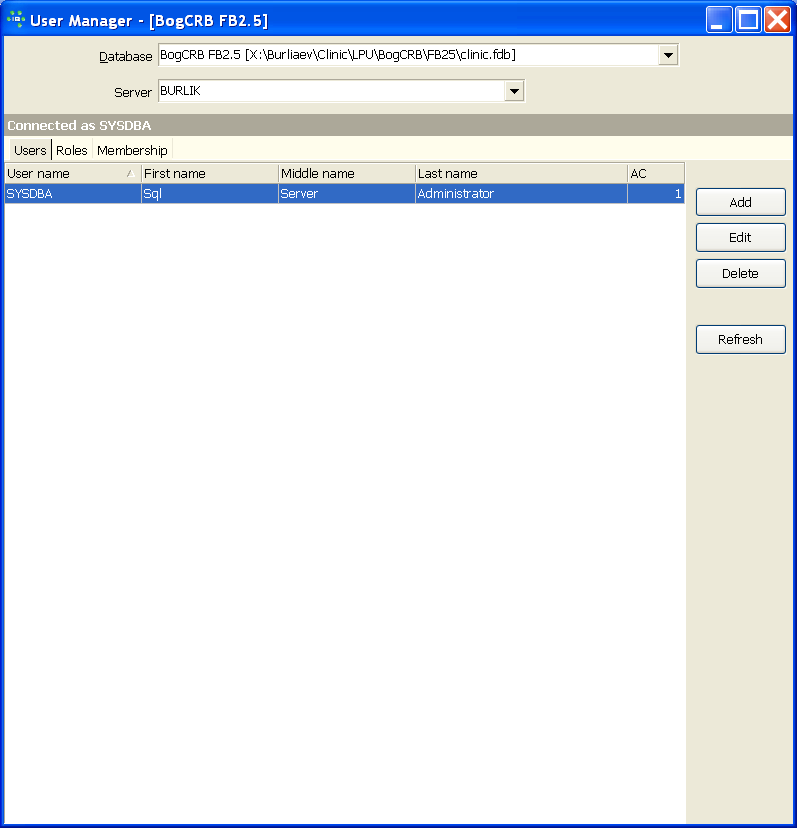 User Manager - [BogCRB FB2.5]
Database BogCRB FB2.5 [X:\Burliaev\Clinic\LPU\BogCRB\FB25\clinic.fdb]
Server BURLIK
Connected as SYSDBA
Users Roles Membership
User name First name Middle name Last name AC
SYSDBA Sql Server Administrator 1
Add
Edit
Delete
Refresh